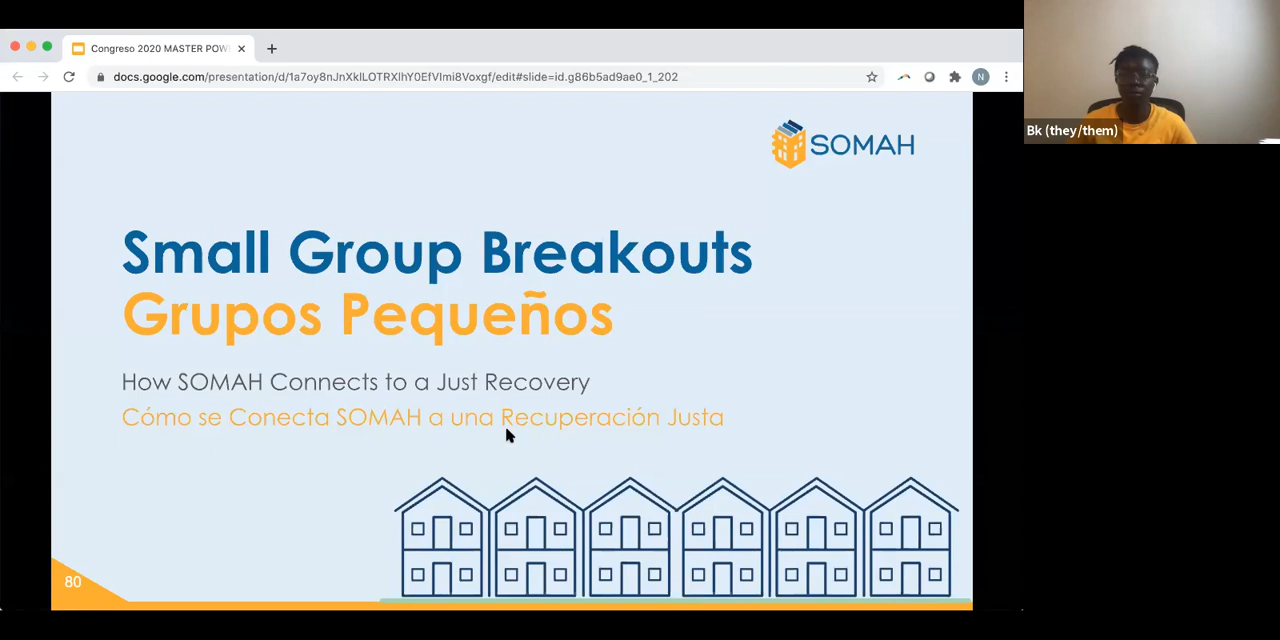 Congreso 2020 MASTER POW
docs.google.com/presentation/d/1a7oy8nJnXklLOTRXlhY0EfVImi8Voxgf/edit#slide=id.g86b5ad9ae0_1_202
N
Bk (they/them)
SOMAH
Small Group Breakouts
Grupos Pequeños
How SOMAH Connects to a Just Recovery
Cómo se Conecta SOMAH a una Recuperación Justa
80